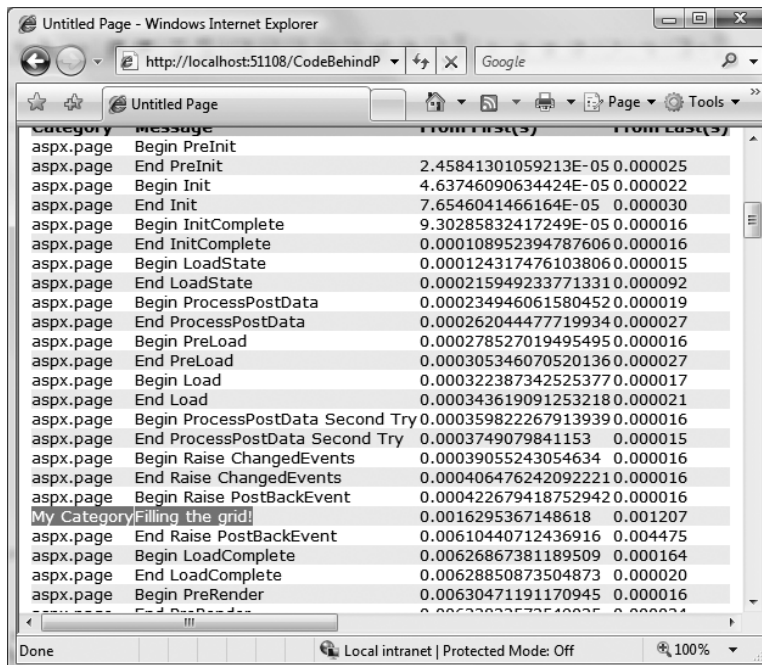 Untitled Page - Windows Internet Explorer
http://localhost:51108/CodeBehindP
Google
Untitled Page
Page
Tools
Category Message From First(s) From Last(s)
aspx.page Begin PreInit
aspx.page End PreInit 2.45841301059213E-05 0.000025
aspx.page Begin Init 4.63746090634424E-05 0.000022
aspx.page End Init 7.6546041466164E-05 0.000030
aspx.page Begin InitComplete 9.30285832417249E-05 0.000016
aspx.page End InitComplete 0.000108952394787606 0.000016
aspx.page Begin LoadState 0.000124317476103806 0.000015
aspx.page End LoadState 0.000215949233771331 0.000092
aspx.page Begin ProcessPostData 0.000234946061580452 0.000019
aspx.page End ProcessPostData 0.000262044477719934 0.000027
aspx.page Begin PreLoad 0.000278527019495495 0.000016
aspx.page End PreLoad 0.000305346070520136 0.000027
aspx.page Begin Load 0.000322387342525377 0.000017
aspx.page End Load 0.000343619091253218 0.000021
aspx.page Begin ProcessPostData Second Try 0.000359822267913939 0.000016
aspx.page End ProcessPostData Second Try 0.0003749079841153 0.000015
aspx.page Begin Raise ChangedEvents 0.00039055243054634 0.000016
aspx.page End Raise ChangedEvents 0.000406476242092221 0.000016
aspx.page Begin Raise PostBackEvent 0.000422679418752942 0.000016
My Category Filling the grid! 0.0016295367148618 0.001207
aspx.page End Raise PostBackEvent 0.00610440712436916 0.004475
aspx.page Begin LoadComplete 0.00626867381189509 0.000164
aspx.page End LoadComplete 0.00628850873504873 0.000020
aspx.page Begin PreRender 0.00630471191170945 0.000016
aspx.page End PreRender
Done
Local intranet | Protected Mode: Off
100%